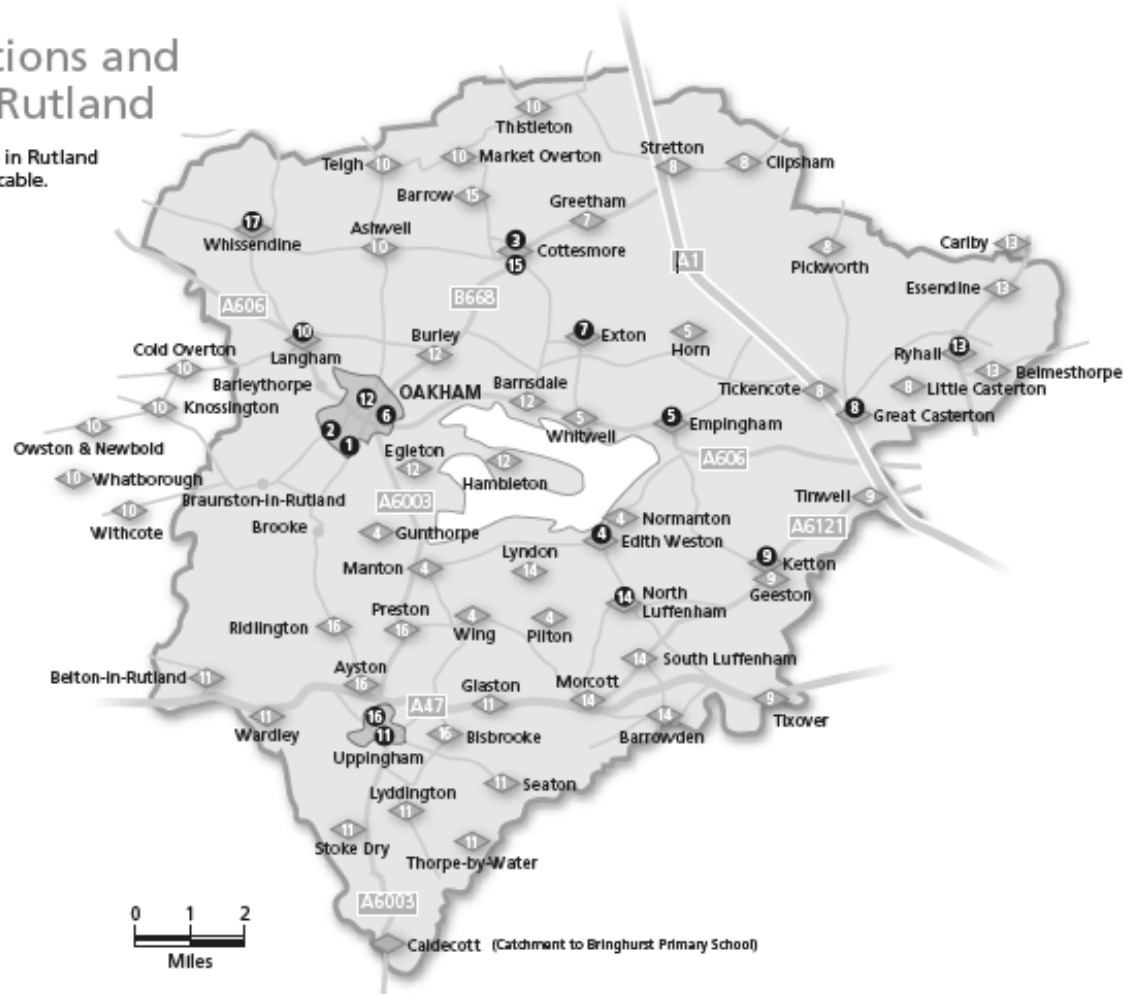 tions and
Rutland
in Rutland
cable.
10
Thistleton
Teigh 10
10 Market Overton
Stretton
8
8 Clipsham
Barrow 15
Greetham
7
17
Whissendine
Ashwell
10
3
Cottesmore
15
A1
8
Pickworth
Carlby 13
Essendine 13
A606
B668
10
Langham
Burley
12
7 Exton
5
Horn
Ryhall 13
13 Belmesthorpe
Cold Overton
10
Barleythorpe
OAKHAM
12
6
2
1
Barnsdale
12
Tickencote 8
8 Little Casterton
8 Great Casterton
10 Knossington
10
Owston & Newbold
5
Whitwell
5 Empingham
A606
Egleton
12
12
Hambleton
10 Whatborough
Braunston-in-Rutland
A6003
Tinwell 9
10
Withcote
Brooke
4 Gunthorpe
4 Normanton
4 Edith Weston
A6121
Manton 4
Lyndon
14
9 Ketton
9
Geeston
14 North
Luffenham
Ridlington 16
Preston
16
4
Wing
4
Pilton
14 South Luffenham
Belton-in-Rutland 11
Ayston
16
Glaston
11
Morcott
14
9
Tixover
A47
11
Wardley
16
11
Uppingham
16 Bisbrooke
14
Barrowden
11 Seaton
Lyddington
11
11
Stoke Dry
11
Thorpe-by-Water
A6003
0 1 2
Miles
Caldecott (Catchment to Bringhurst Primary School)